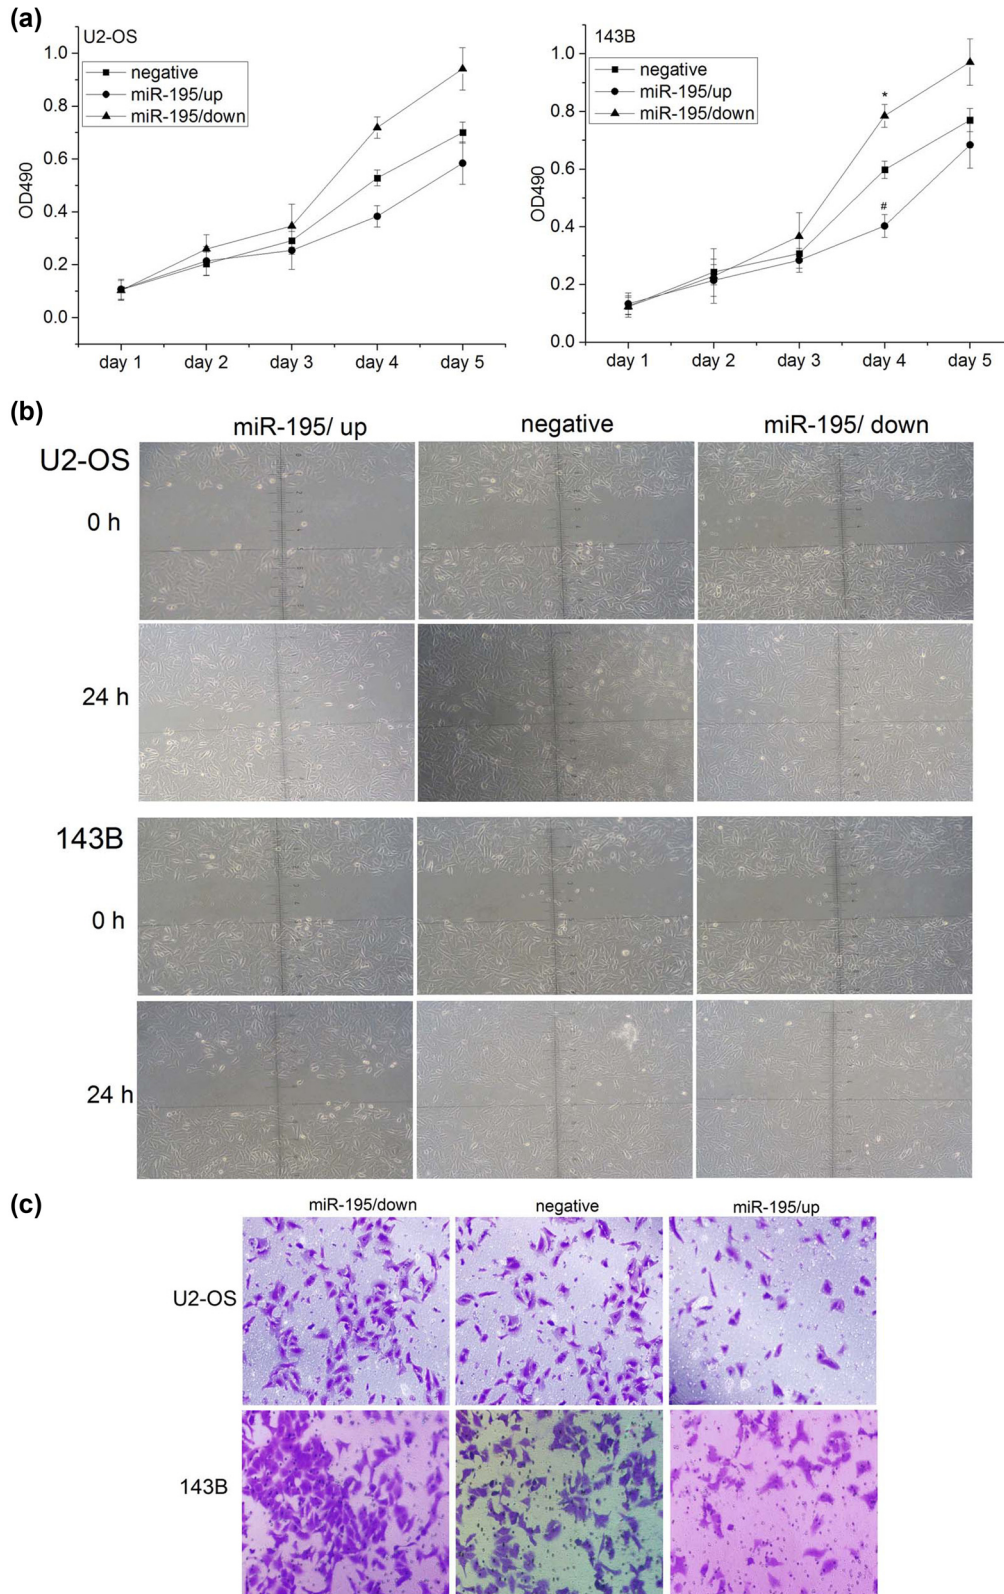 (a)
U2-OS
negative
miR-195/up
miR-195/down
OD490
1.0
0.8
0.6
0.4
0.2
0.0
day 1 day 2 day 3 day 4 day 5
143B
negative
miR-195/up
miR-195/down
OD490
1.0
0.8
0.6
0.4
0.2
0.0
*
#
day 1 day 2 day 3 day 4 day 5
(b)
miR-195/ up negative miR-195/ down
U2-OS
0 h
24 h
143B
0 h
24 h
(c)
miR-195/down negative miR-195/up
U2-OS
143B